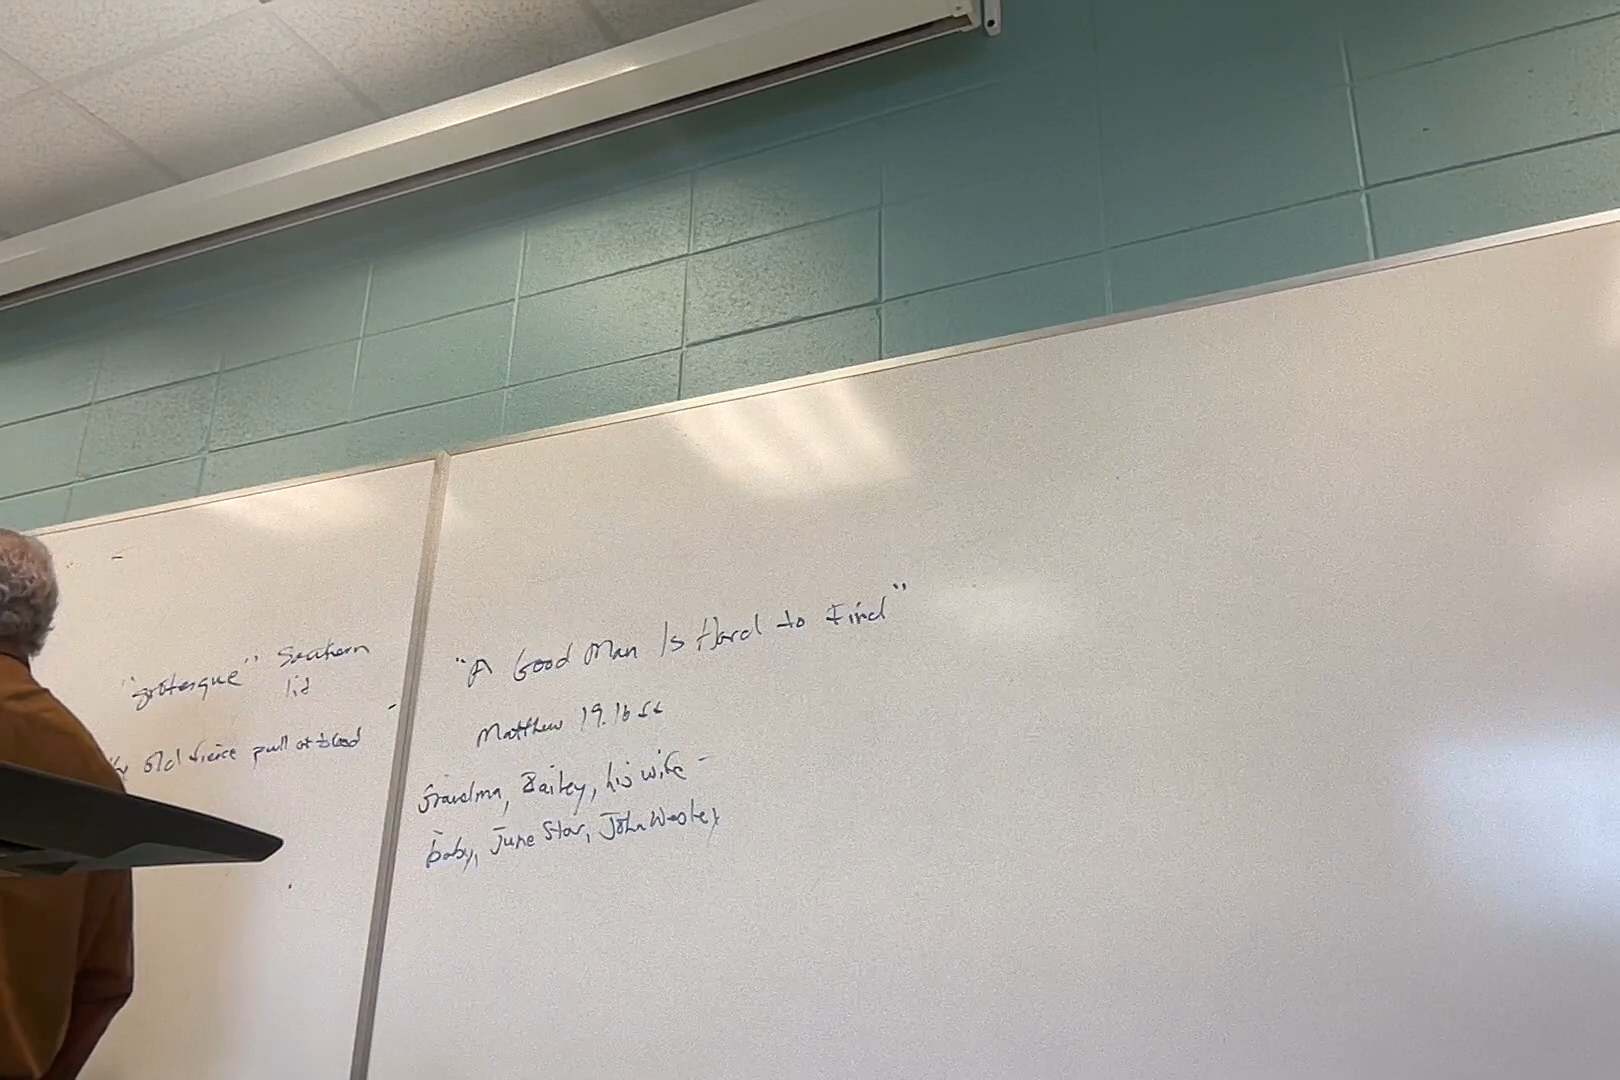 "grotesque" Southern
lit
old fierce pull of blood
"A Good Man Is Hard to Find"
Matthew 19.16 ff
Grandma, Bailey, his wife -
baby, June Star, John Wesley